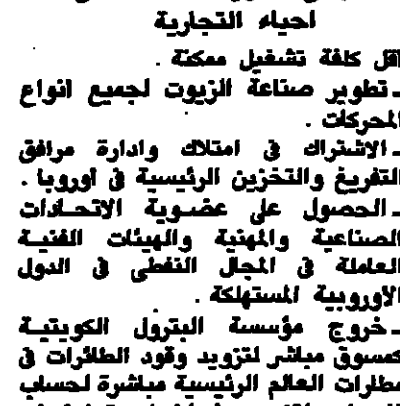 احياء التجارية
اقل كلفة تشغيل ممكنة .
ـ تطوير صناعة الزيوت لجميع انواع
المحركات .
ـ الاشتراك في امتلاك وادارة مرافق
التفريغ والتخزين الرئيسية في اوروبا .
ـ الحصول على عضوية الاتحادات
الصناعية والمهنية والهيئات الفنية
العاملة في المجال النفطي في الدول
الاوروبية المستهلكة .
ـ خروج مؤسسة البترول الكويتية
كمسوق مباشر لتزويد وقود الطائرات في
مطارات العالم الرئيسية مباشرة لحساب